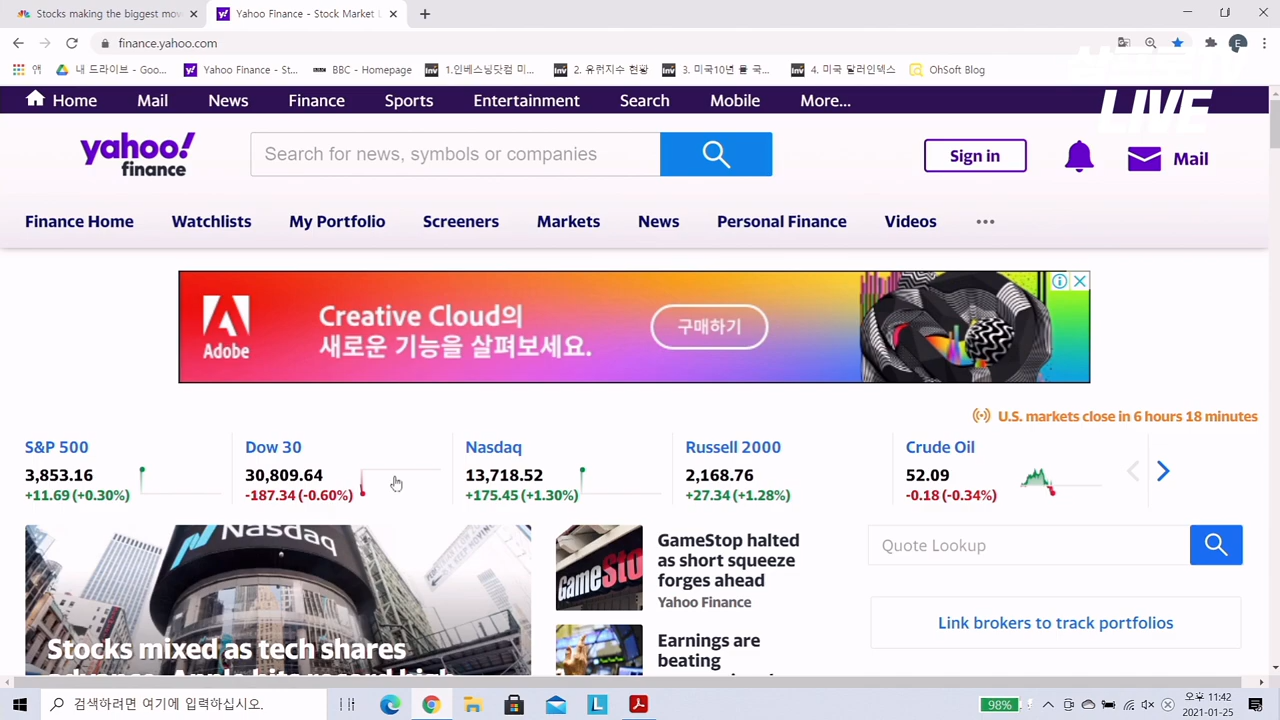 Stocks making the biggest mov
Yahoo Finance - Stock Market L
finance.yahoo.com
앱
내 드라이브 - Goo...
Yahoo Finance - St...
BBC - Homepage
1.인베스팅닷컴 미...
2. 유럽지수 현황
3. 미국10년 물 국...
4. 미국 달러인덱스
OhSoft Blog
Home Mail News Finance Sports Entertainment Search Mobile More...
LIVE
yahoo!
finance
Search for news, symbols or companies
Sign in
Mail
Finance Home Watchlists My Portfolio Screeners Markets News Personal Finance Videos
Adobe
Creative Cloud의
새로운 기능을 살펴보세요.
구매하기
U.S. markets close in 6 hours 18 minutes
S&P 500
3,853.16
+11.69 (+0.30%)
Dow 30
30,809.64
-187.34 (-0.60%)
Nasdaq
13,718.52
+175.45 (+1.30%)
Russell 2000
2,168.76
+27.34 (+1.28%)
Crude Oil
52.09
-0.18 (-0.34%)
Nasdaq
Stocks mixed as tech shares
GameSto
GameStop halted
as short squeeze
forges ahead
Yahoo Finance
Earnings are
beating
Quote Lookup
Link brokers to track portfolios
검색하려면 여기에 입력하십시오.
98%
오후 11:42
2021-01-25